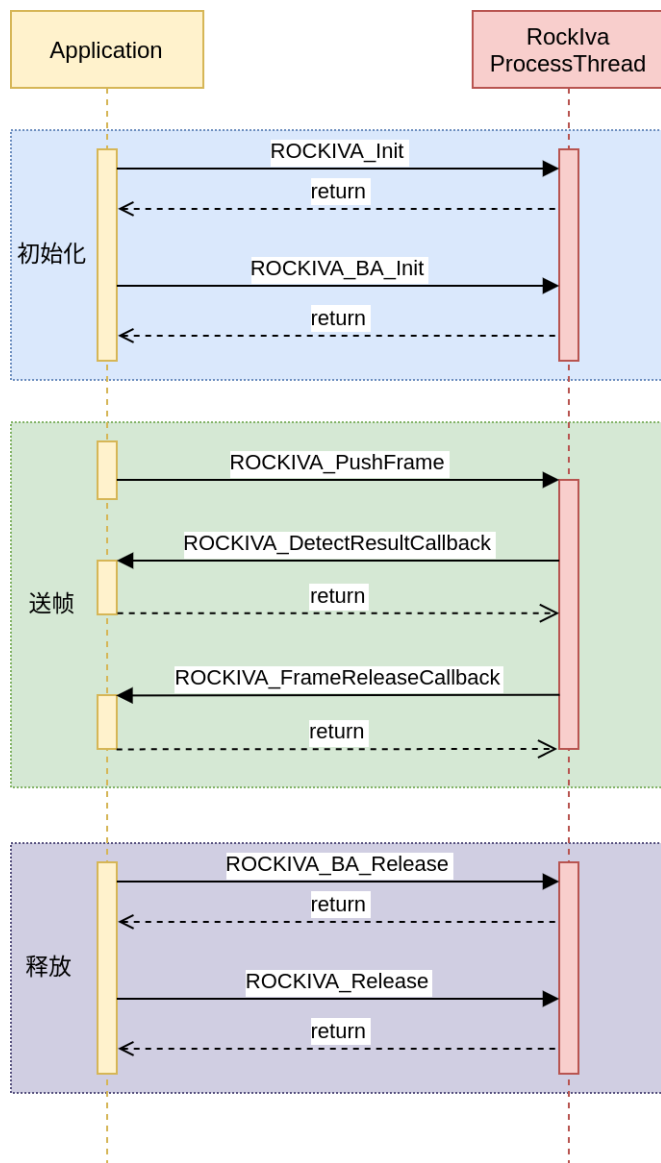 Application
RockIva
ProcessThread
ROCKIVA_Init
return
初始化
ROCKIVA_BA_Init
return
ROCKIVA_PushFrame
ROCKIVA_DetectResultCallback
return
送帧
ROCKIVA_FrameReleaseCallback
return
ROCKIVA_BA_Release
return
释放
ROCKIVA_Release
return